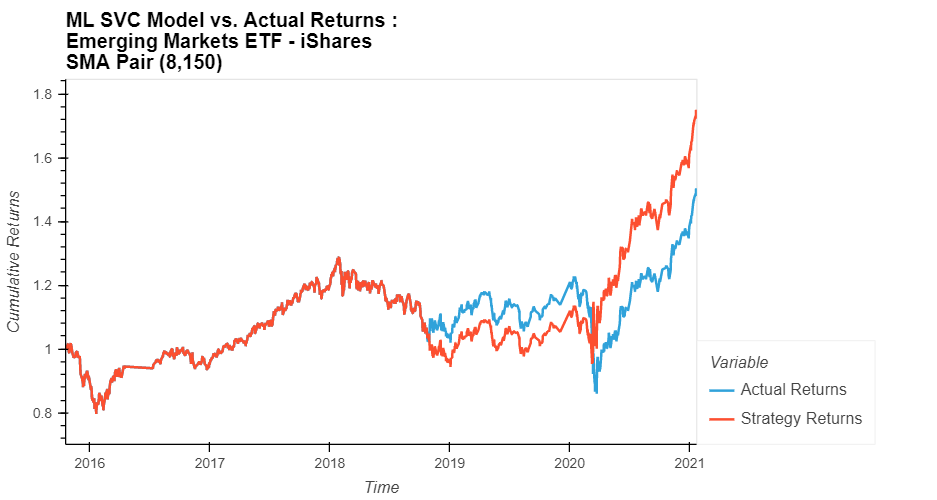 ML SVC Model vs. Actual Returns :
Emerging Markets ETF - iShares
SMA Pair (8,150)
Cumulative Returns
1.8
1.6
1.4
1.2
1
0.8
2016
2017
2018
2019
2020
2021
Time
Variable
Actual Returns
Strategy Returns